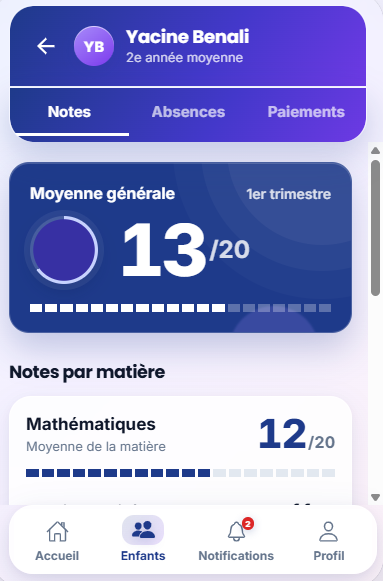 YB
Yacine Benali
2e année moyenne
Notes
Absences
Paiements
Moyenne générale
1er trimestre
13/20
Notes par matière
Mathématiques
Moyenne de la matière
12/20
2
Accueil
Enfants
Notifications
Profil